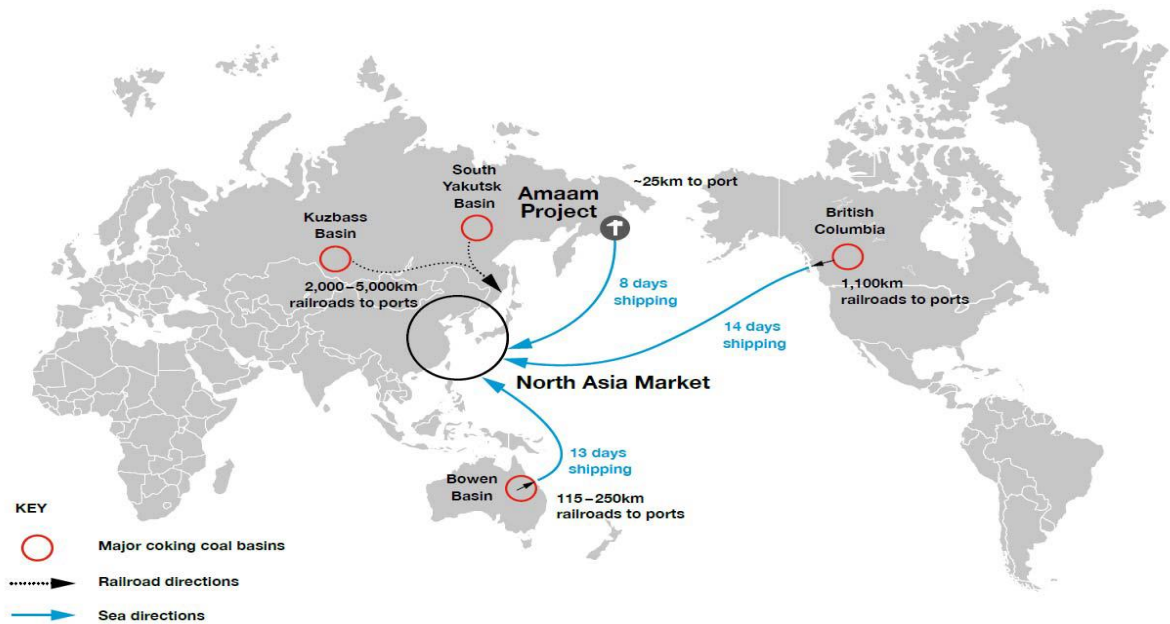 South
Yakutsk
Basin
Amaam
Project
~25km to port
Kuzbass
Basin
British
Columbia
2,000–5,000km
railroads to ports
8 days
shipping
1,100km
railroads to ports
14 days
shipping
North Asia Market
13 days
shipping
Bowen
Basin
115–250km
railroads to ports
KEY
Major coking coal basins
Railroad directions
Sea directions